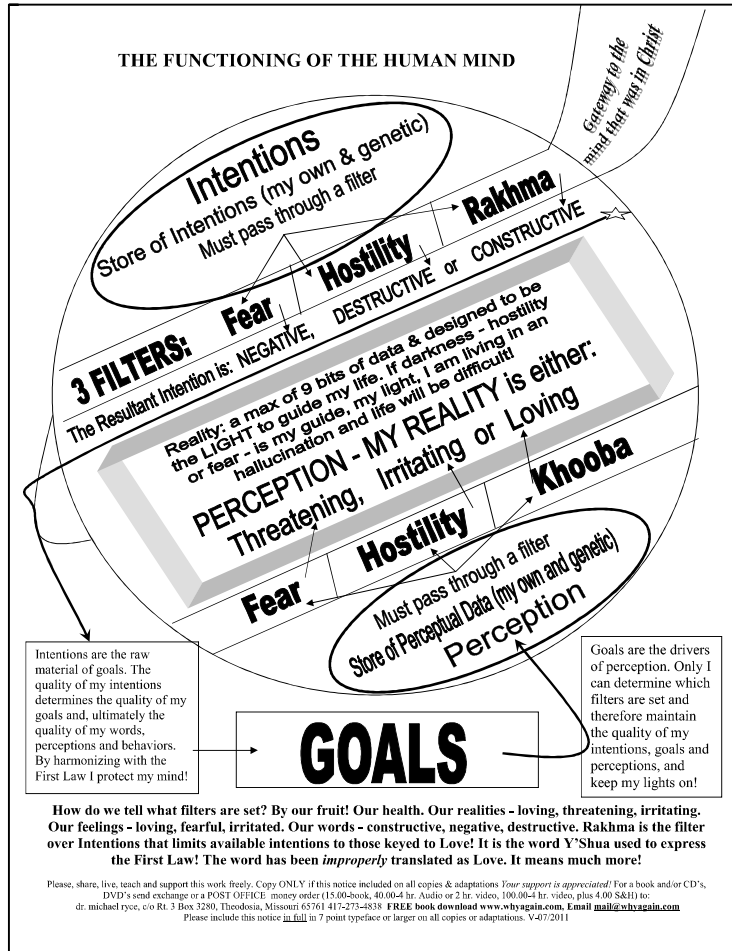 THE FUNCTIONING OF THE HUMAN MIND
Gateway to the
mind that was in Christ
Intentions
Store of Intentions (my own & genetic)
Must pass through a filter
3 FILTERS: Fear Hostility Rakhma
The Resultant Intention is: NEGATIVE, DESTRUCTIVE or CONSTRUCTIVE
Reality: a max of 9 bits of data & designed to be
the LIGHT to guide my life. If darkness - hostility
or fear - is my guide, my light, I am living in an
hallucination and life will be difficult!
PERCEPTION - MY REALITY is either:
Threatening, Irritating or Loving
Fear Hostility Khooba
Must pass through a filter
Store of Perceptual Data (my own and genetic)
Perception
Intentions are the raw
material of goals. The
quality of my intentions
determines the quality of my
goals and, ultimately the
quality of my words,
perceptions and behaviors.
By harmonizing with the
First Law I protect my mind!
GOALS
Goals are the drivers
of perception. Only I
can determine which
filters are set and
therefore maintain
the quality of my
intentions, goals and
perceptions, and
keep my lights on!
How do we tell what filters are set? By our fruit! Our health. Our realities - loving, threatening, irritating.
Our feelings - loving, fearful, irritated. Our words - constructive, negative, destructive. Rakhma is the filter
over Intentions that limits available intentions to those keyed to Love! It is the word Y'Shua used to express
the First Law! The word has been improperly translated as Love. It means much more!
Please, share, live, teach and support this work freely. Copy ONLY if this notice included on all copies & adaptations Your support is appreciated! For a book and/or CD's,
DVD's send exchange or a POST OFFICE money order (15.00-book, 40.00-4 hr. Audio or 2 hr. video, 100.00-4 hr. video, plus 4.00 S&H) to:
dr. michael ryce, c/o Rt. 3 Box 3280, Theodosia, Missouri 65761 417-273-4838 FREE book download www.whyagain.com, Email mail@whyagain.com
Please include this notice in full in 7 point typeface or larger on all copies or adaptations. V-07/2011